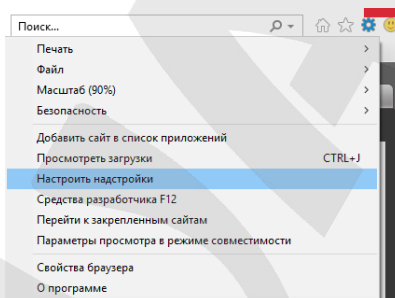 Поиск...
Печать
Файл
Масштаб (90%)
Безопасность
Добавить сайт в список приложений
Просмотреть загрузки CTRL+J
Настроить надстройки
Средства разработчика F12
Перейти к закрепленным сайтам
Параметры просмотра в режиме совместимости
Свойства браузера
О программе